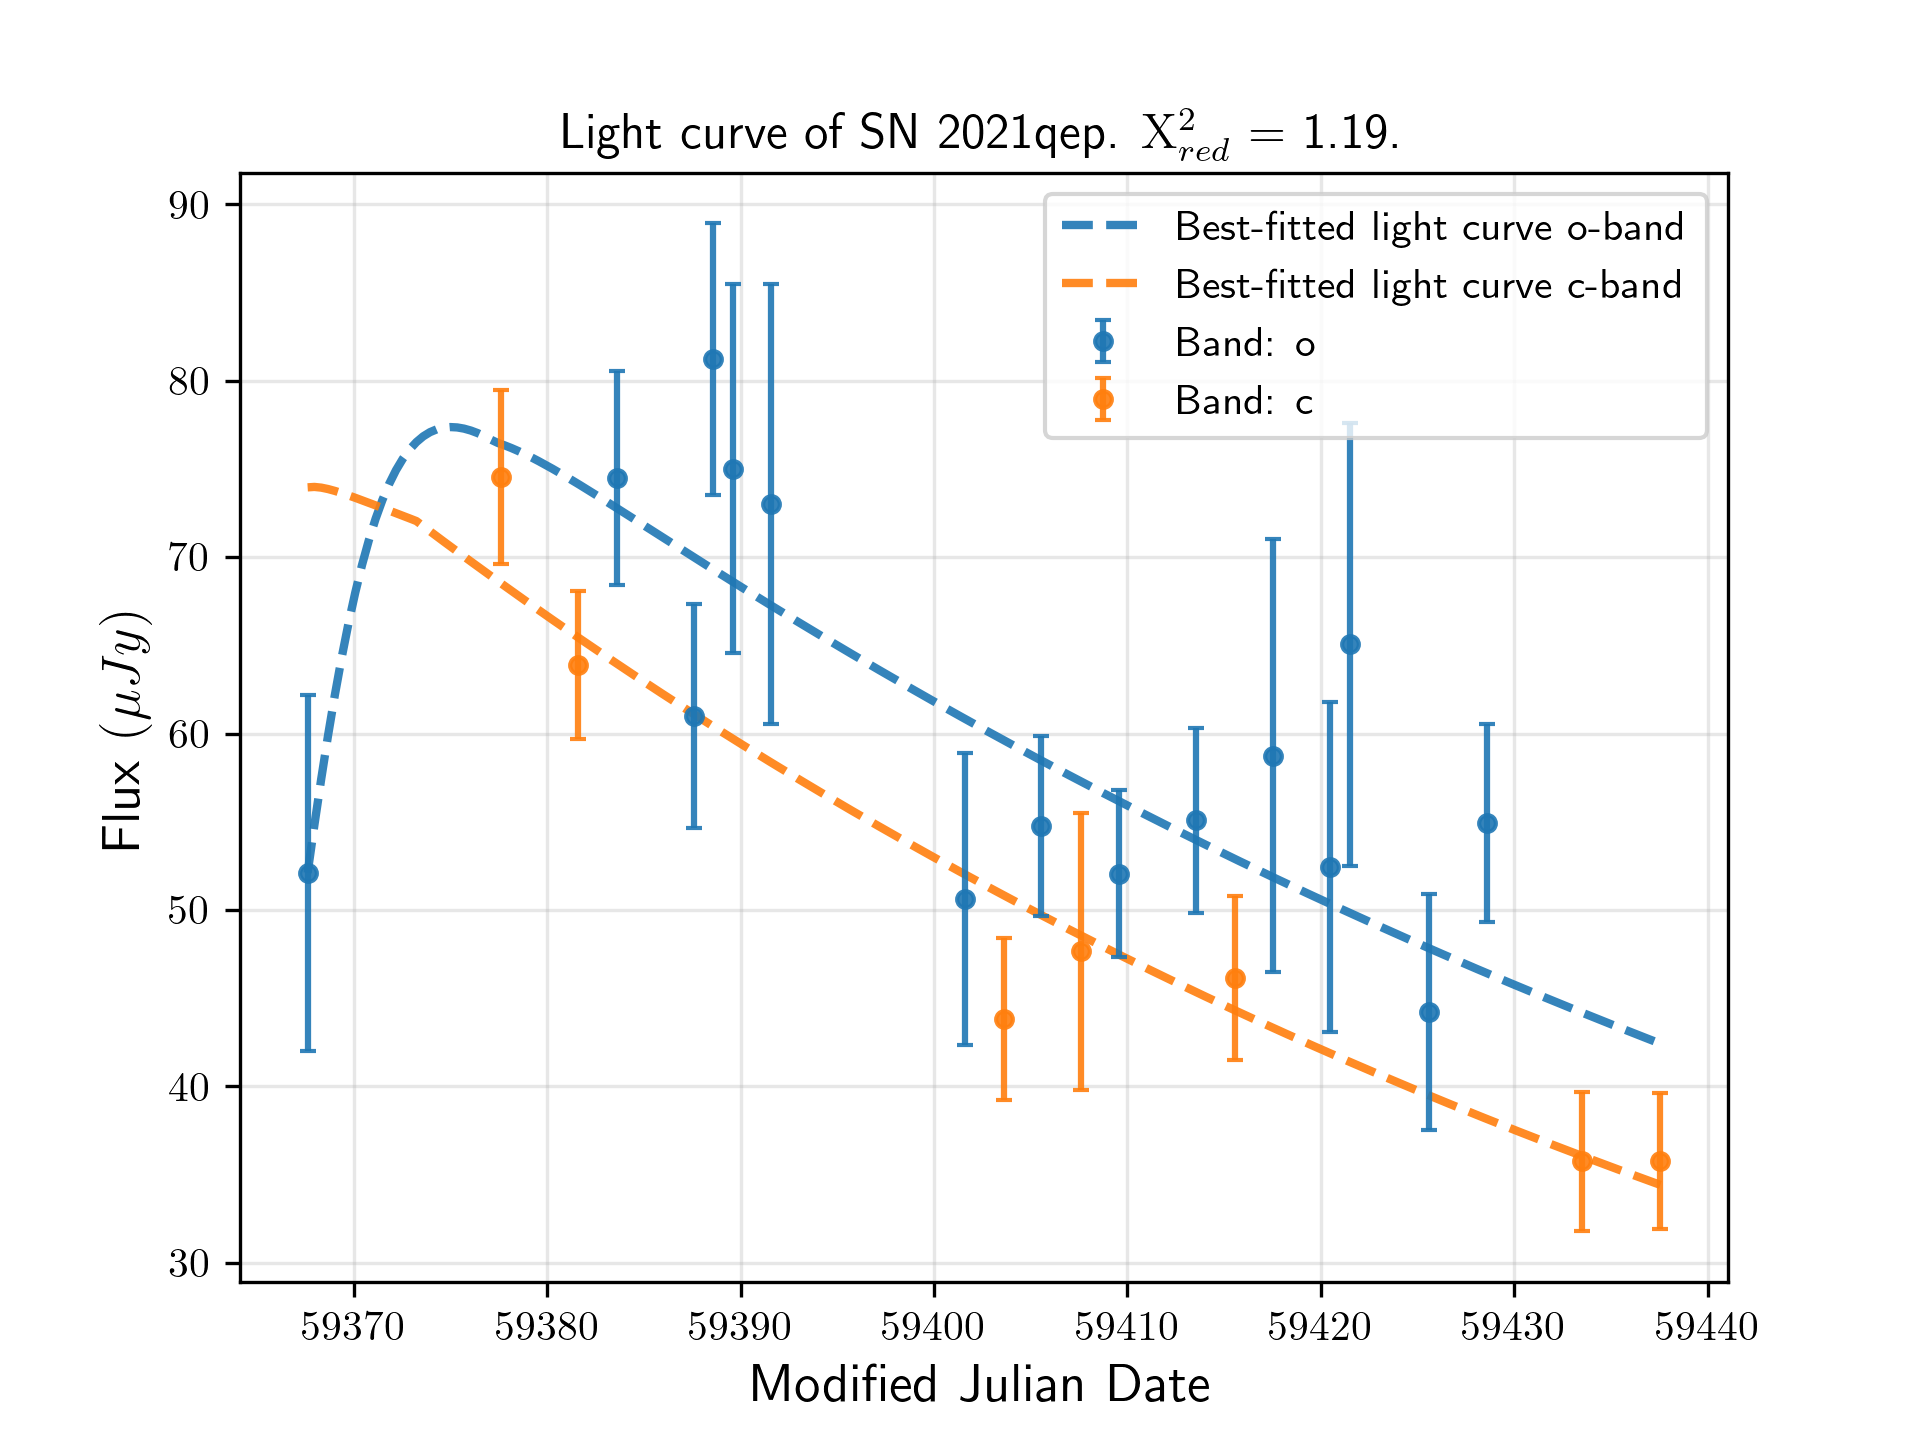 Light curve of SN 2021qep. X²_red = 1.19.
90
80
70
60
50
40
30
Flux (μJy)
Best-fitted light curve o-band
Best-fitted light curve c-band
Band: o
Band: c
59370 59380 59390 59400 59410 59420 59430 59440
Modified Julian Date